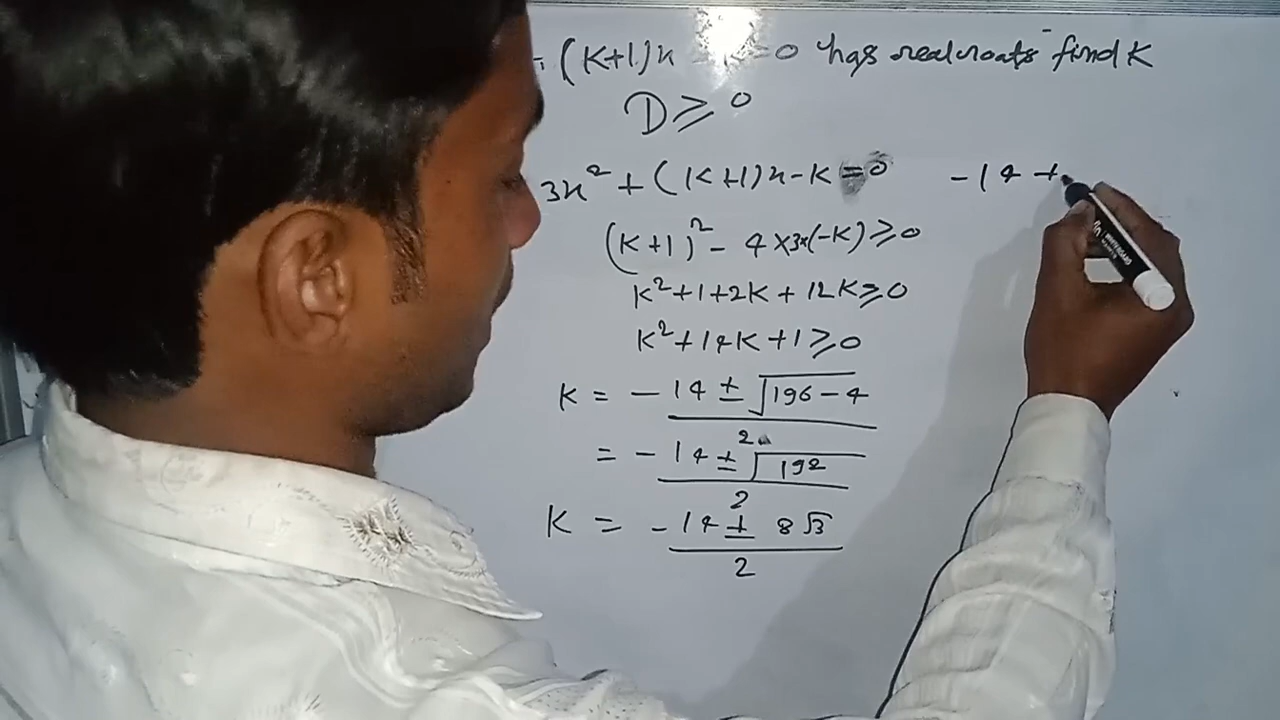 (K+1)x =0 has real roots find K
D ≥ 0
3x² + (K+1)x - K = 0
-14 +
(K+1)² - 4×3×(-K) ≥ 0
K² + 1 + 2K + 12K ≥ 0
K² + 14K + 1 ≥ 0
K = -14 ± √196 - 4 / 2
= -14 ± √192 / 2
K = -14 ± 8√3 / 2